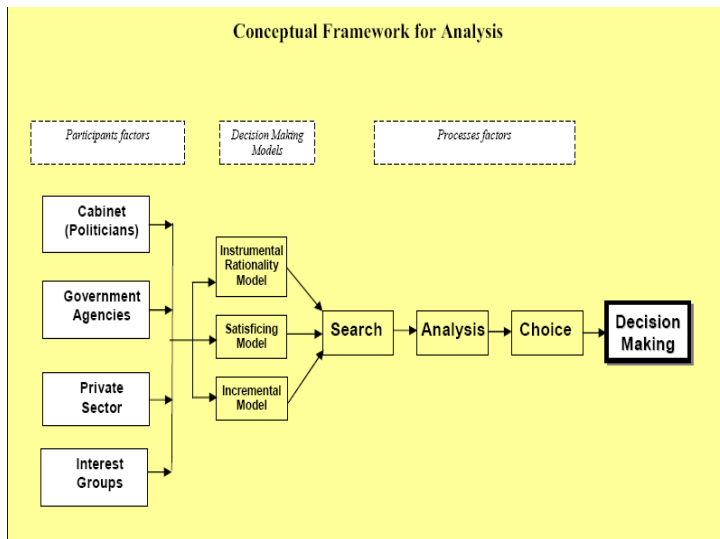 Conceptual Framework for Analysis
Participants factors
Decision Making
Models
Processes factors
Cabinet
(Politicians)
Government
Agencies
Private
Sector
Interest
Groups
Instrumental
Rationality
Model
Satisficing
Model
Incremental
Model
Search
Analysis
Choice
Decision
Making